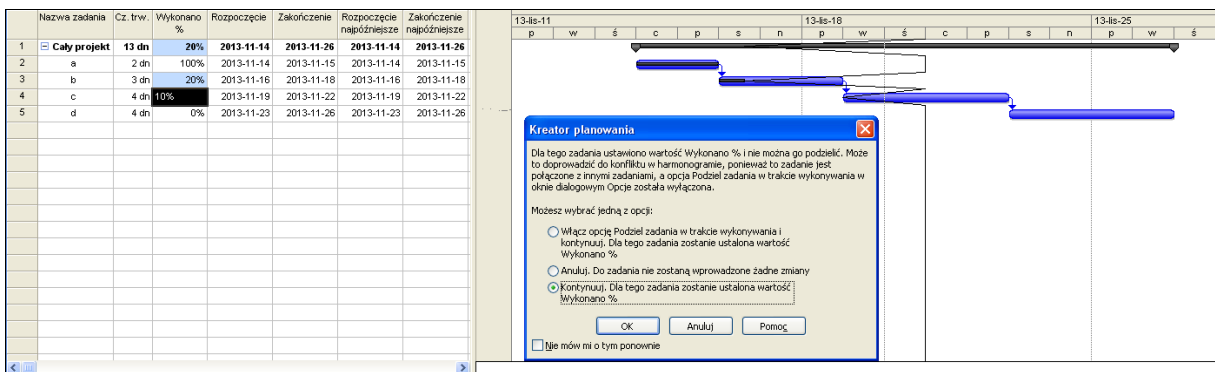 Nazwa zadania Cz. trw. Wykonano % Rozpoczęcie Zakończenie Rozpoczęcie najpóźniejsze Zakończenie najpóźniejsze
1 Cały projekt 13 dn 20% 2013-11-14 2013-11-26 2013-11-14 2013-11-26
2 a 2 dn 100% 2013-11-14 2013-11-15 2013-11-14 2013-11-15
3 b 3 dn 20% 2013-11-16 2013-11-18 2013-11-16 2013-11-18
4 c 4 dn 10% 2013-11-19 2013-11-22 2013-11-19 2013-11-22
5 d 4 dn 0% 2013-11-23 2013-11-26 2013-11-23 2013-11-26
13-lis-11 13-lis-18 13-lis-25
p w ś c p s n p w ś c p s n p w ś
Kreator planowania
Dla tego zadania ustawiono wartość Wykonano % i nie można go podzielić. Może
to doprowadzić do konfliktu w harmonogramie, ponieważ to zadanie jest
połączone z innymi zadaniami, a opcja Podziel zadania w trakcie wykonywania w
oknie dialogowym Opcje została wyłączona.
Możesz wybrać jedną z opcji:
Włącz opcję Podziel zadania w trakcie wykonywania i
kontynuuj. Dla tego zadania zostanie ustalona wartość
Wykonano %
Anuluj. Do zadania nie zostaną wprowadzone żadne zmiany
Kontynuuj. Dla tego zadania zostanie ustalona wartość
Wykonano %
OK Anuluj Pomoc
Nie mów mi o tym ponownie